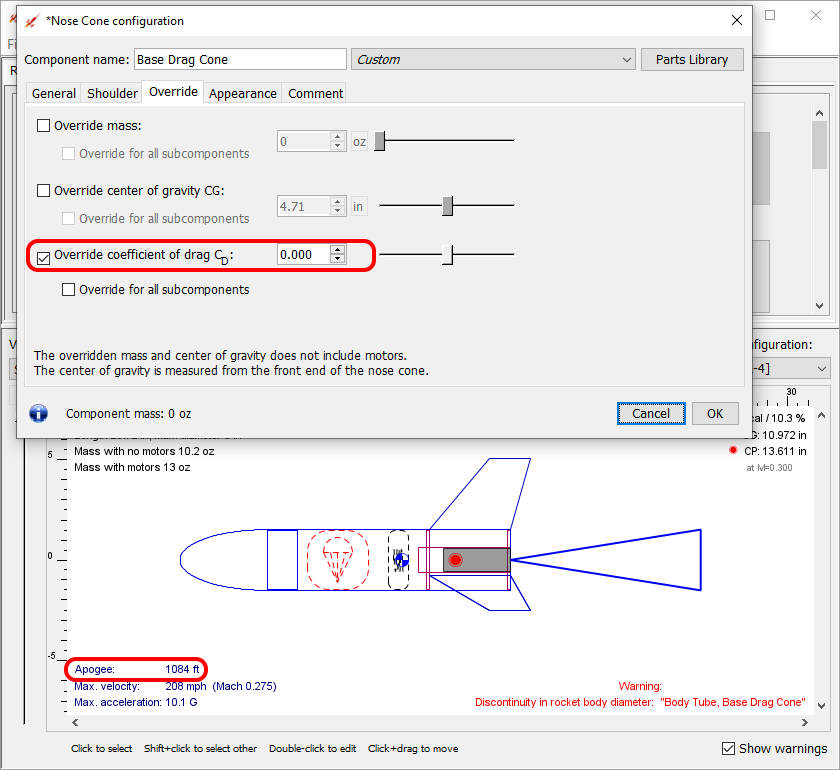 *Nose Cone configuration
Component name: Base Drag Cone Custom Parts Library
General Shoulder Override Appearance Comment
Override mass: 0 oz
Override for all subcomponents
Override center of gravity CG: 4.71 in
Override for all subcomponents
Override coefficient of drag CD: 0.000
Override for all subcomponents
The overridden mass and center of gravity does not include motors.
The center of gravity is measured from the front end of the nose cone.
Component mass: 0 oz Cancel OK
figuration:
-4]
30
cal / 10.3 %
10.972 in
Mass with no motors 10.2 oz
CP: 13.611 in
Mass with motors 13 oz
at M=0.300
5
0
-5
Apogee: 1084 ft
Max. velocity: 208 mph (Mach 0.275)
Max. acceleration: 10.1 G
Warning:
Discontinuity in rocket body diameter: "Body Tube, Base Drag Cone"
Click to select Shift+click to select other Double-click to edit Click+drag to move
Show warnings